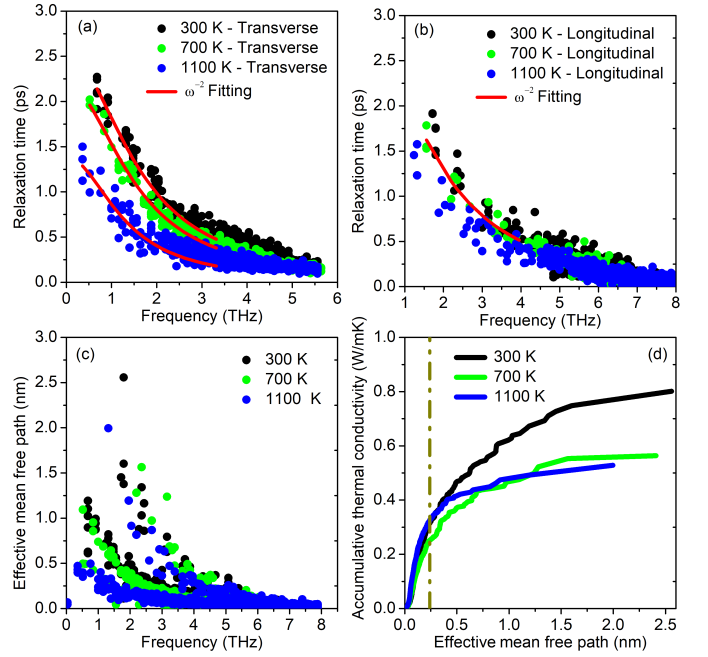 (a)
300 K - Transverse
700 K - Transverse
1100 K - Transverse
ω⁻² Fitting
Relaxation time (ps)
3.0
2.5
2.0
1.5
1.0
0.5
0.0
0 1 2 3 4 5 6
Frequency (THz)
(b)
300 K - Longitudinal
700 K - Longitudinal
1100 K - Longitudinal
ω⁻² Fitting
Relaxation time (ps)
3.0
2.5
2.0
1.5
1.0
0.5
0.0
1 2 3 4 5 6 7 8
Frequency (THz)
(c)
300 K
700 K
1100 K
Effective mean free path (nm)
3.0
2.5
2.0
1.5
1.0
0.5
0.0
0 1 2 3 4 5 6 7 8 9
Frequency (THz)
(d)
300 K
700 K
1100 K
Accumulative thermal conductivity (W/mK)
1.0
0.8
0.6
0.4
0.2
0.0
0.0 0.5 1.0 1.5 2.0 2.5
Effective mean free path (nm)